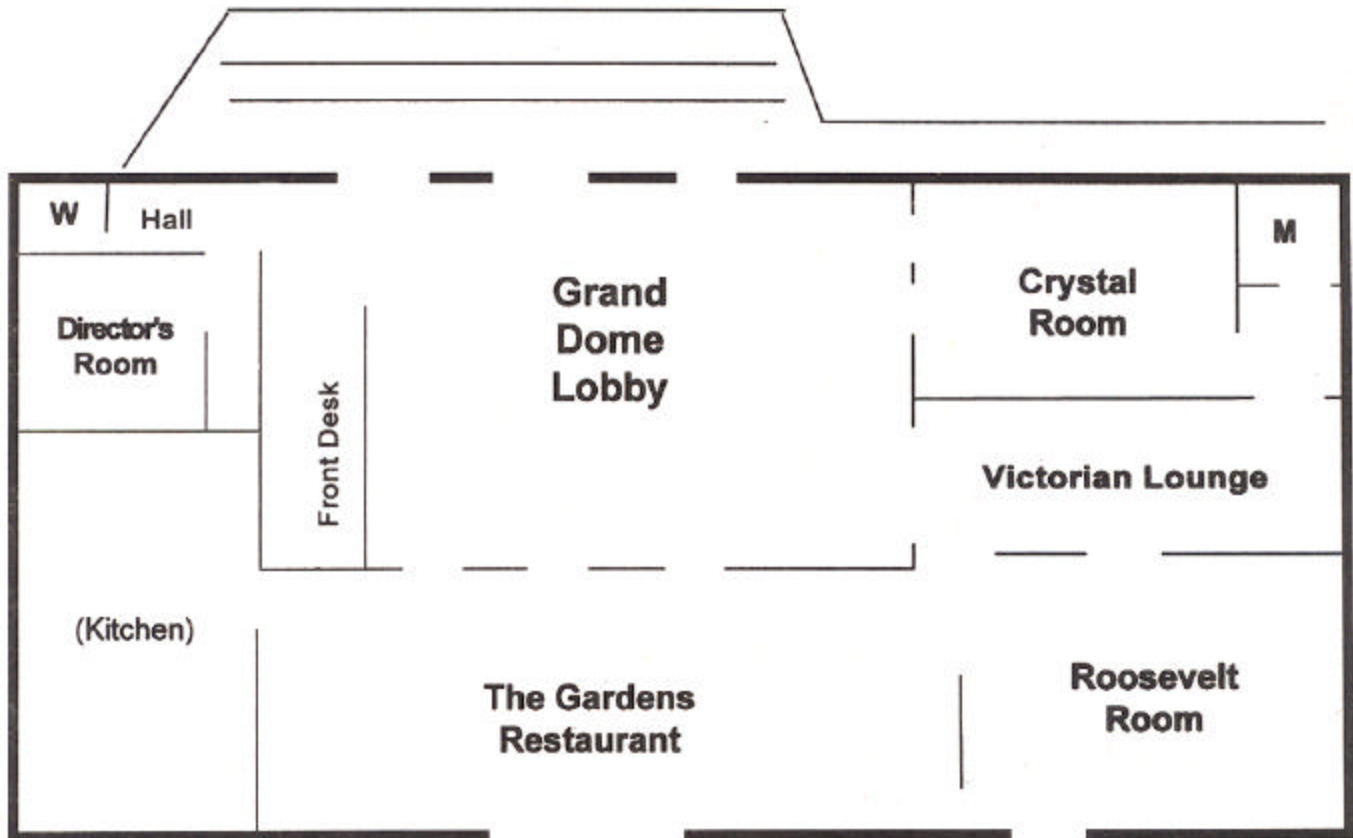 W
Hall
M
Grand
Dome
Lobby
Crystal
Room
Director's
Room
Front Desk
Victorian Lounge
(Kitchen)
The Gardens
Restaurant
Roosevelt
Room